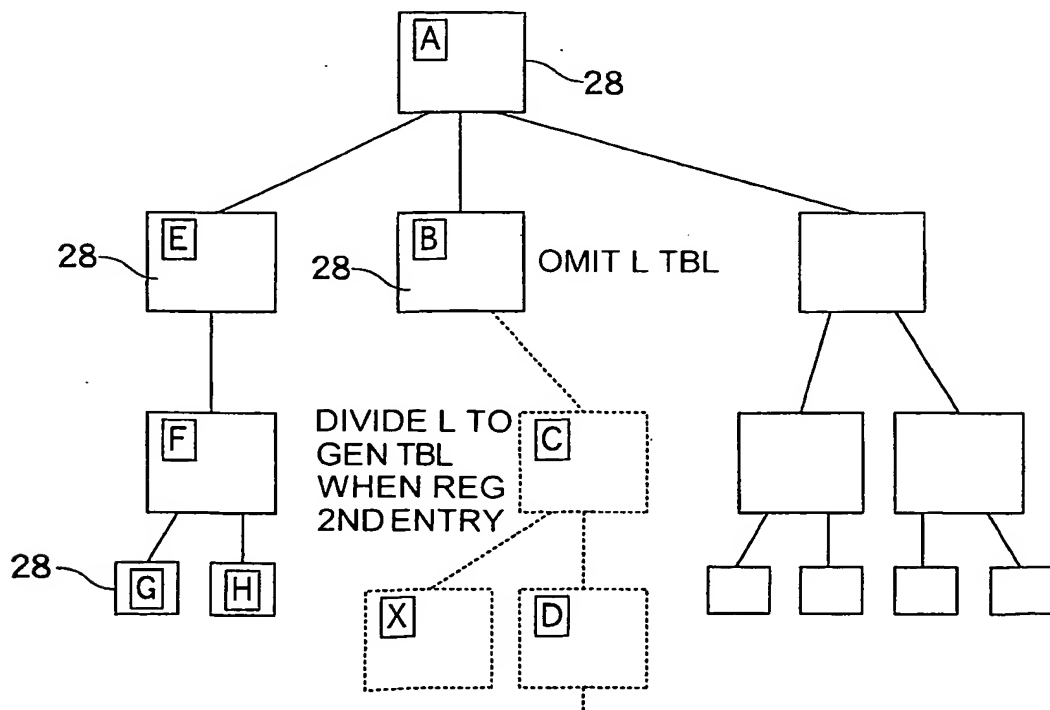 A
28
E
28
B
28
OMIT L TBL
F
DIVIDE L TO
GEN TBL
WHEN REG
2ND ENTRY
C
28
G
H
X
D